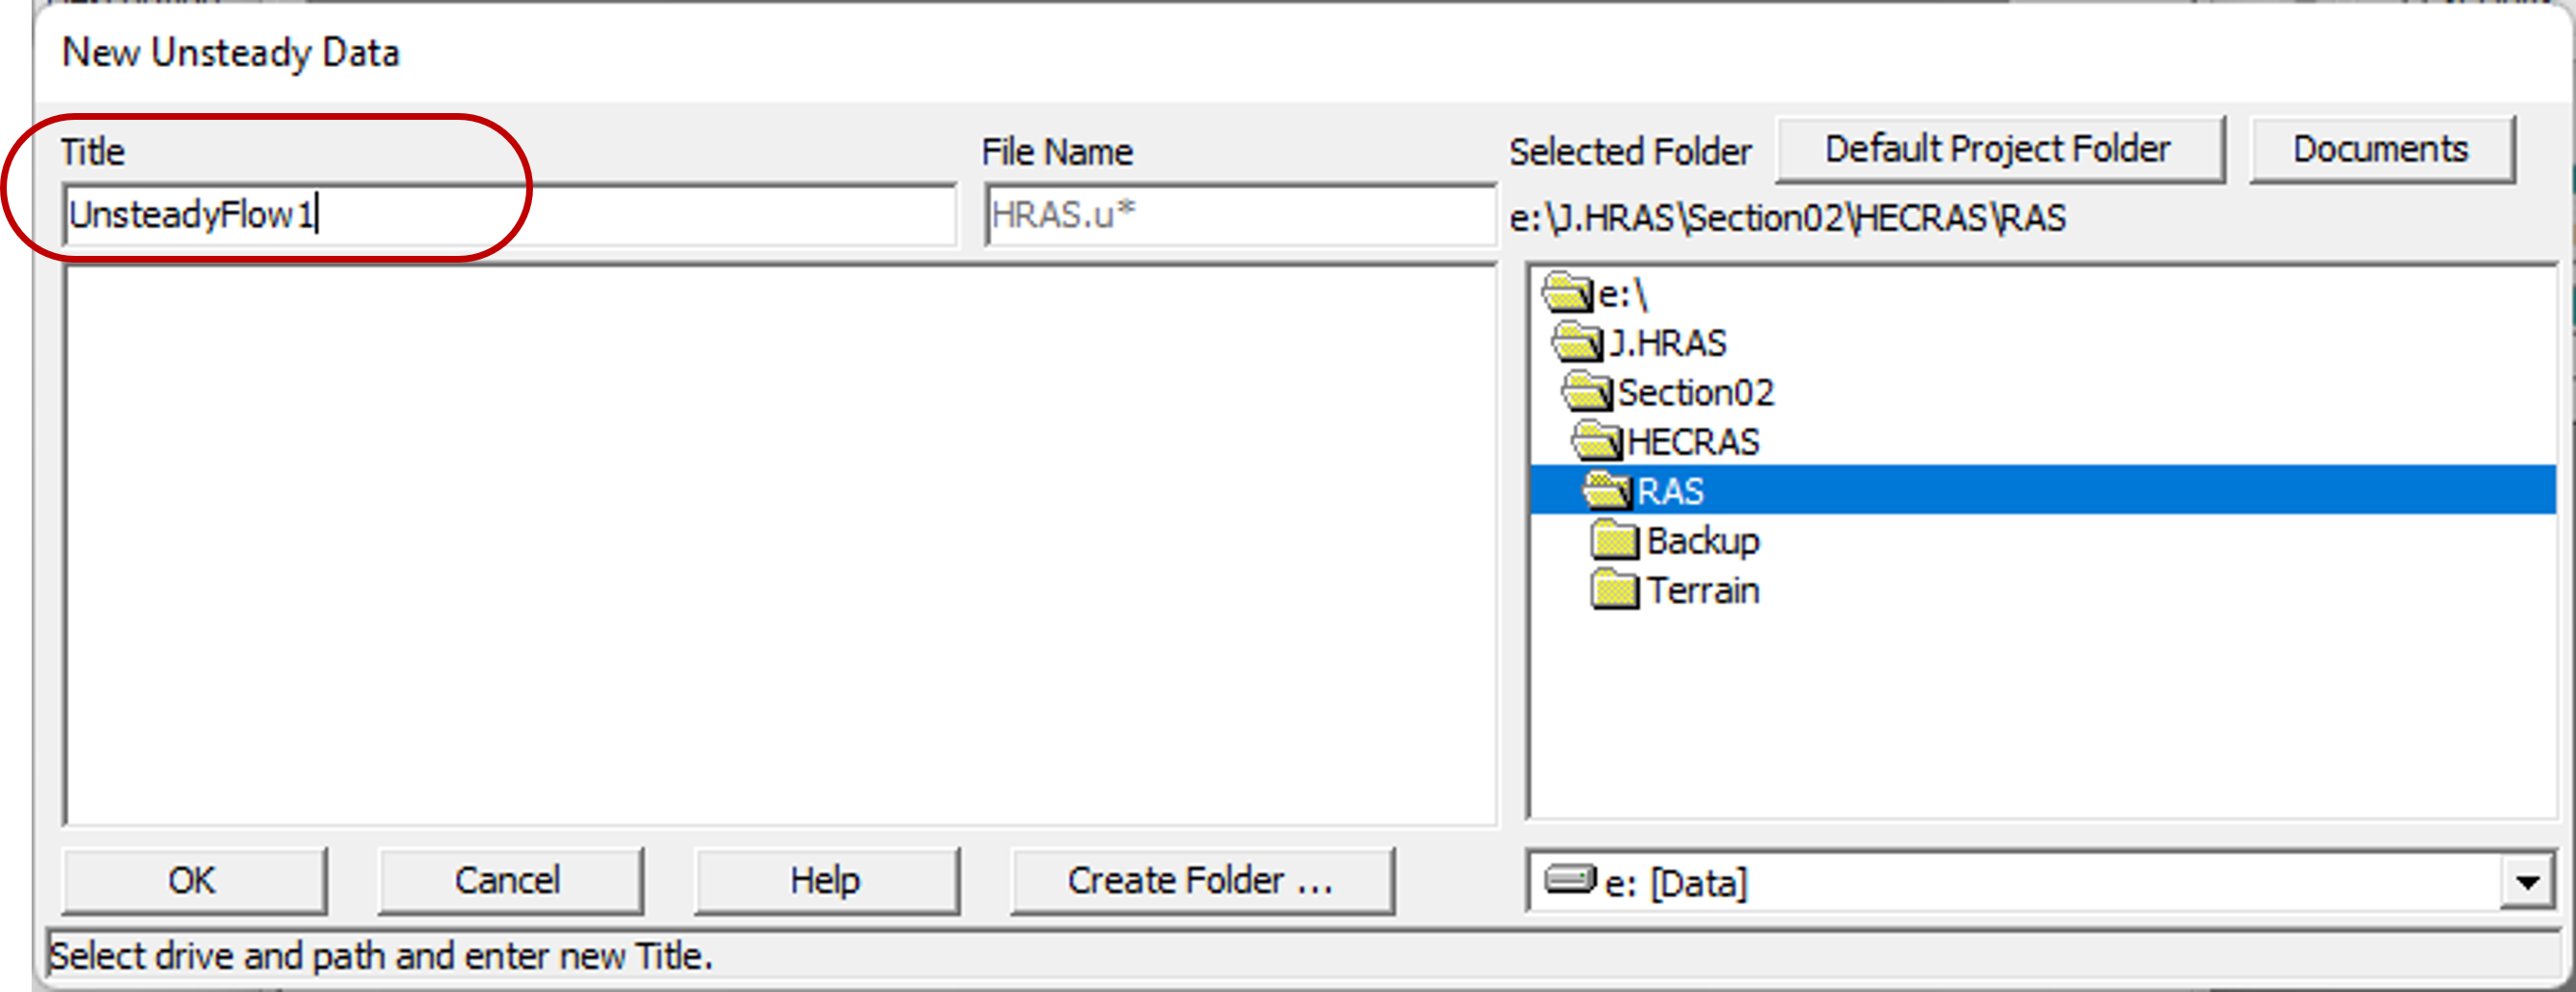 New Unsteady Data
Title
File Name
Selected Folder
Default Project Folder
Documents
UnsteadyFlow1
HRAS.u*
e:\J.HRAS\Section02\HECRAS\RAS
e:\
J.HRAS
Section02
HECRAS
RAS
Backup
Terrain
OK
Cancel
Help
Create Folder ...
e: [Data]
Select drive and path and enter new Title.